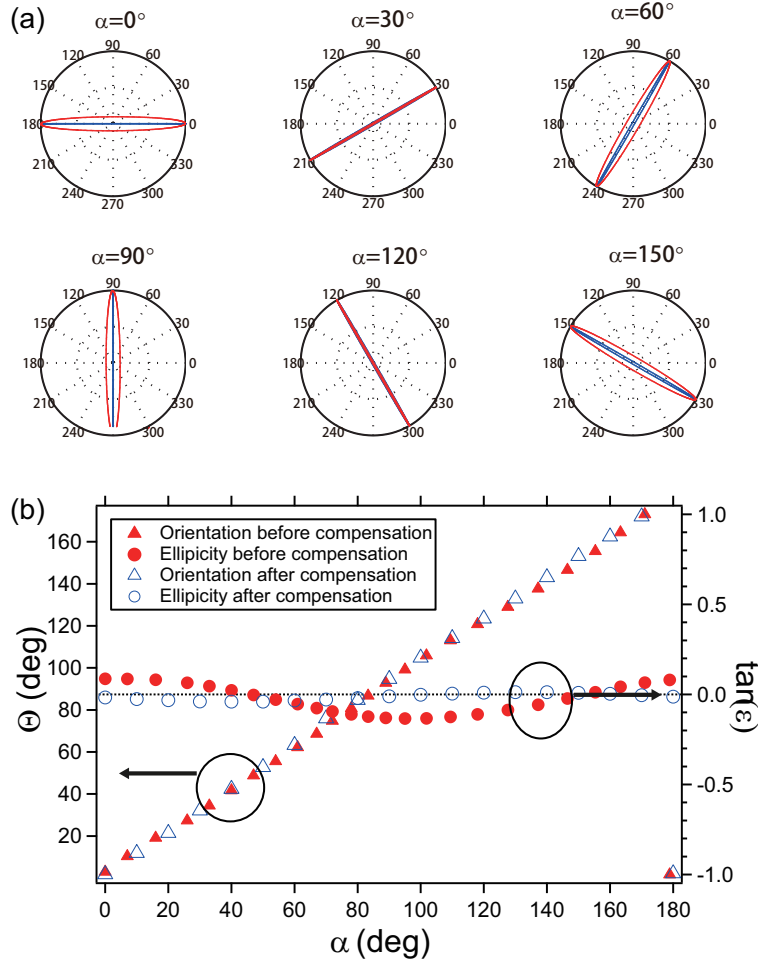 (a)
α=0° α=30° α=60°
90 90 90
120 60 120 60 120 60
150 30 150 30 150 30
180 0 180 0 180 0
210 330 210 330 210 330
240 300 240 300 240 300
270 270 270
α=90° α=120° α=150°
90 90 90
120 60 120 60 120 60
150 30 150 30 150 30
180 0 180 0 180 0
210 330 210 330 210 330
240 300 240 300 240 300
(b)
Orientation before compensation
Ellipicity before compensation
Orientation after compensation
Ellipicity after compensation
160
140
120
100
80
60
40
20
Θ (deg)
1.0
0.5
0.0
-0.5
-1.0
tan(ε)
0 20 40 60 80 100 120 140 160 180
α (deg)